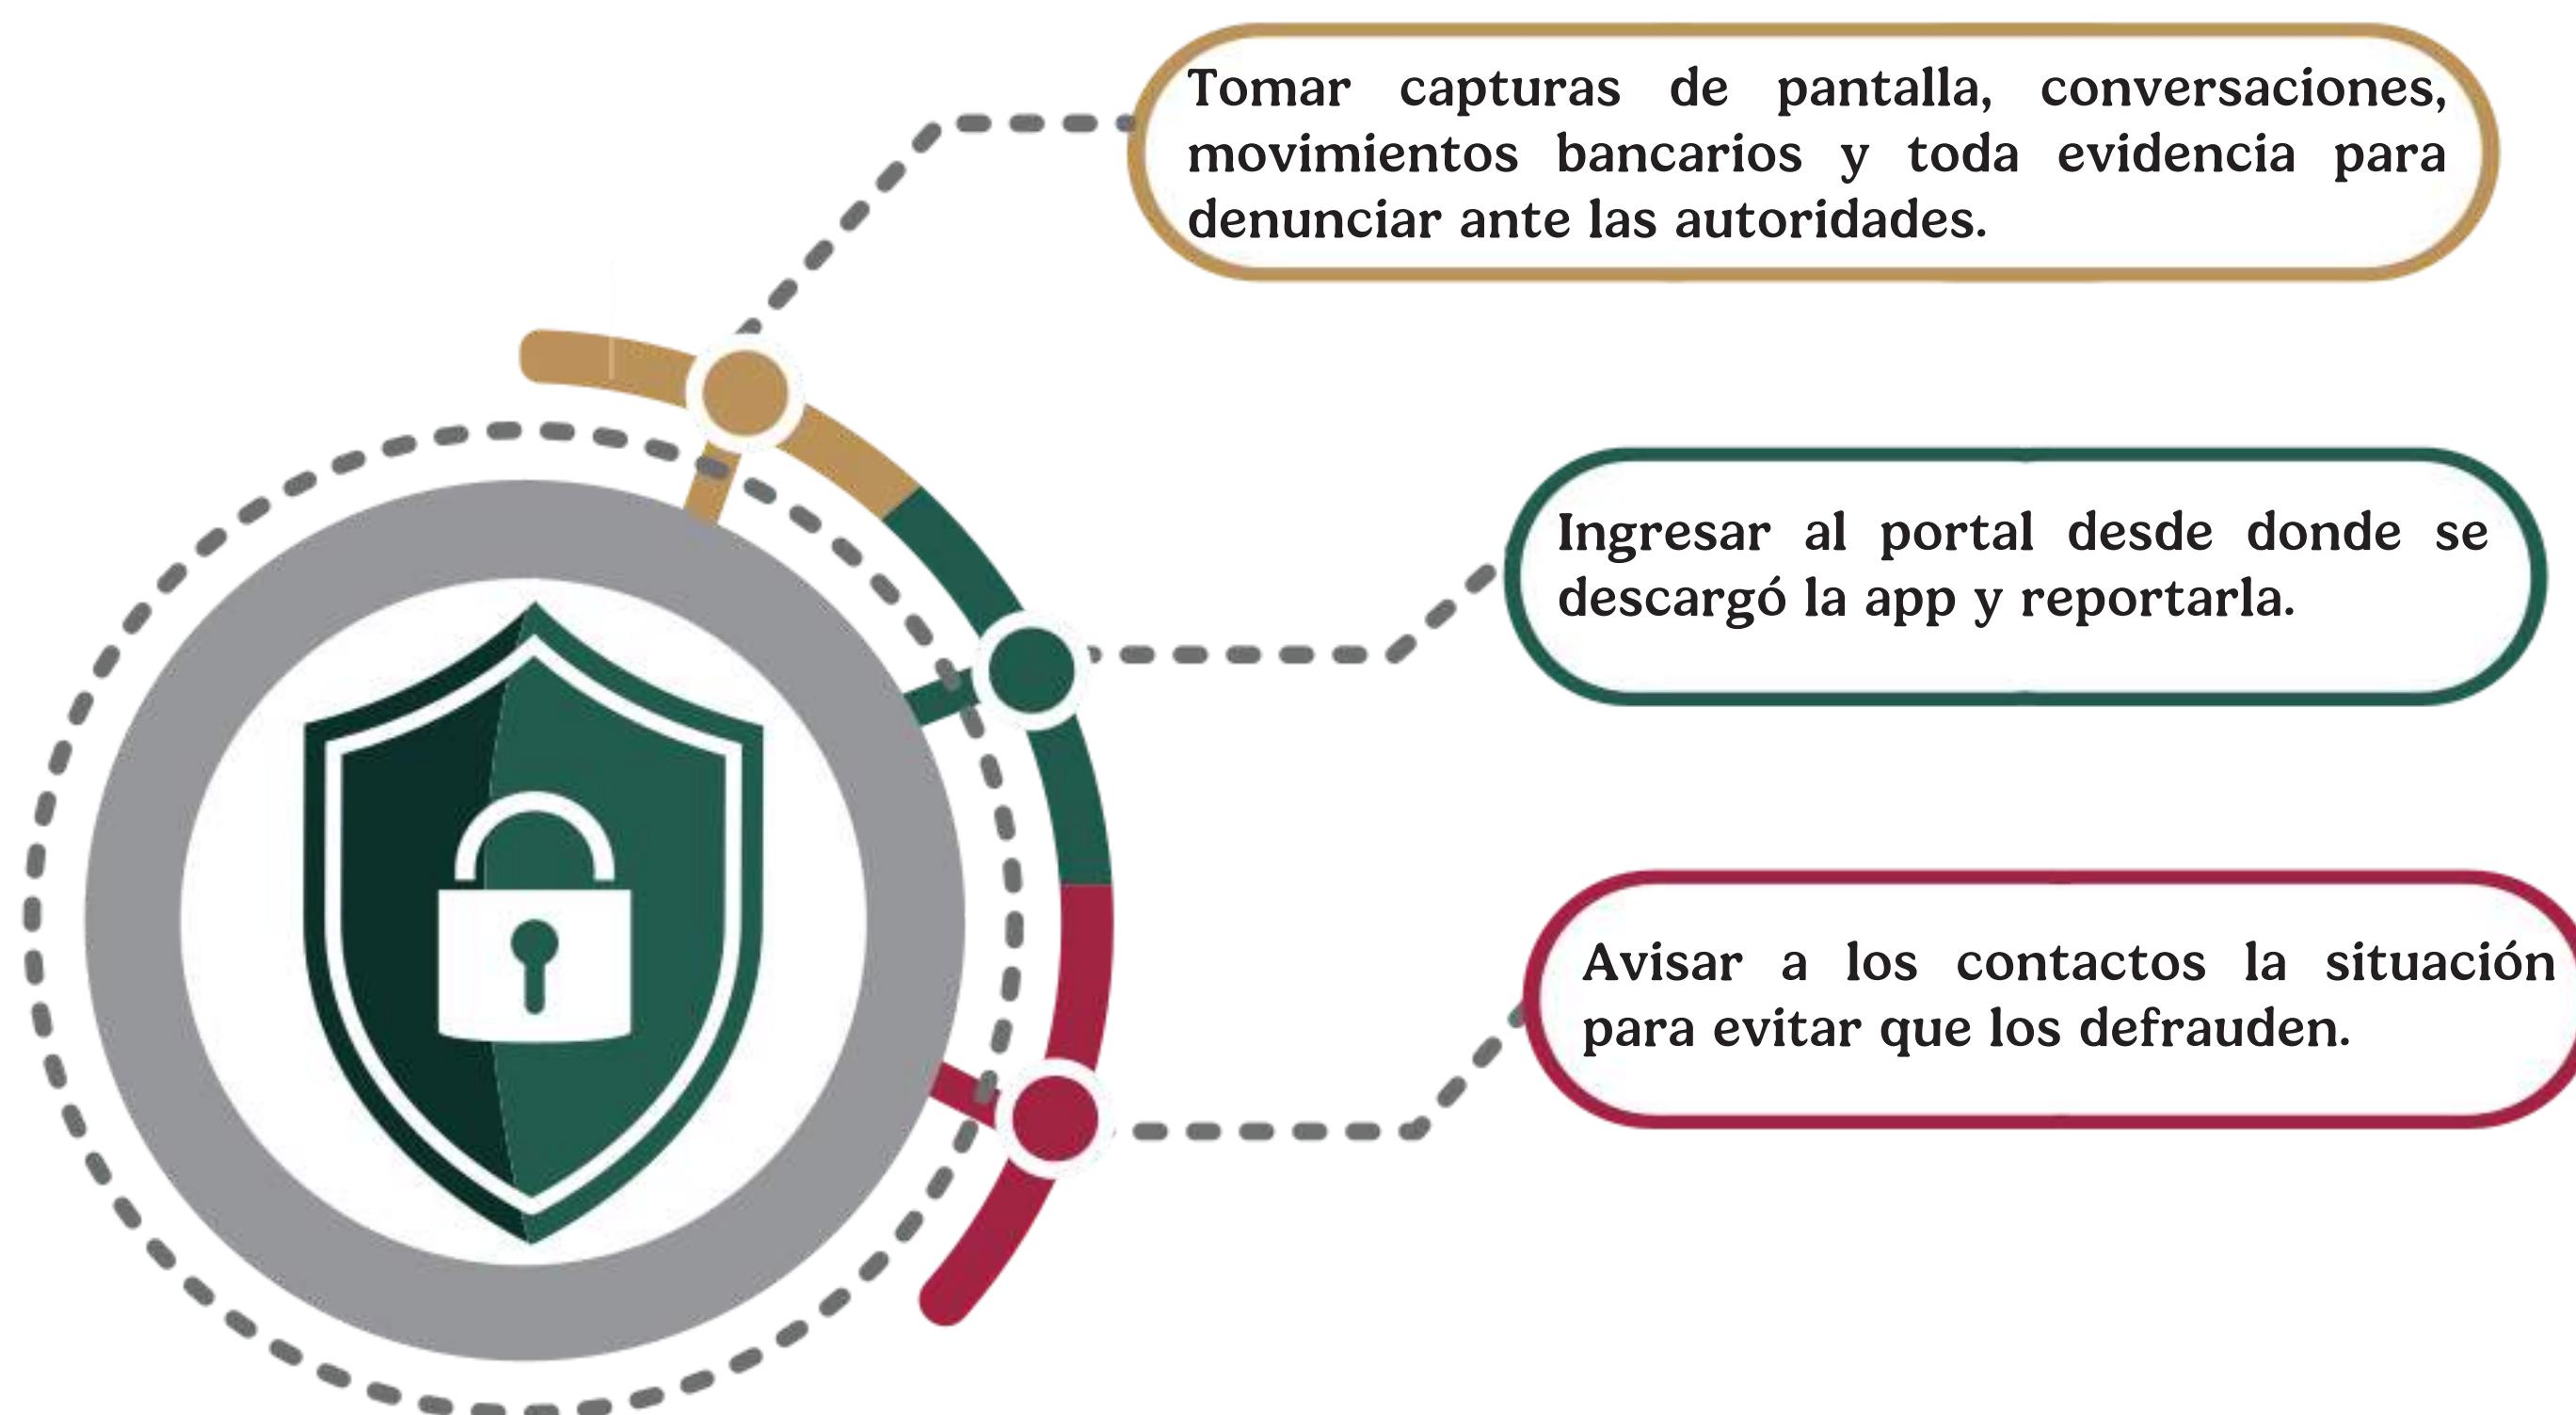 Tomar capturas de pantalla, conversaciones,
movimientos bancarios y toda evidencia para
denunciar ante las autoridades.
Ingresar al portal desde donde se
descargó la app y reportarla.
Avisar a los contactos la situación
para evitar que los defrauden.